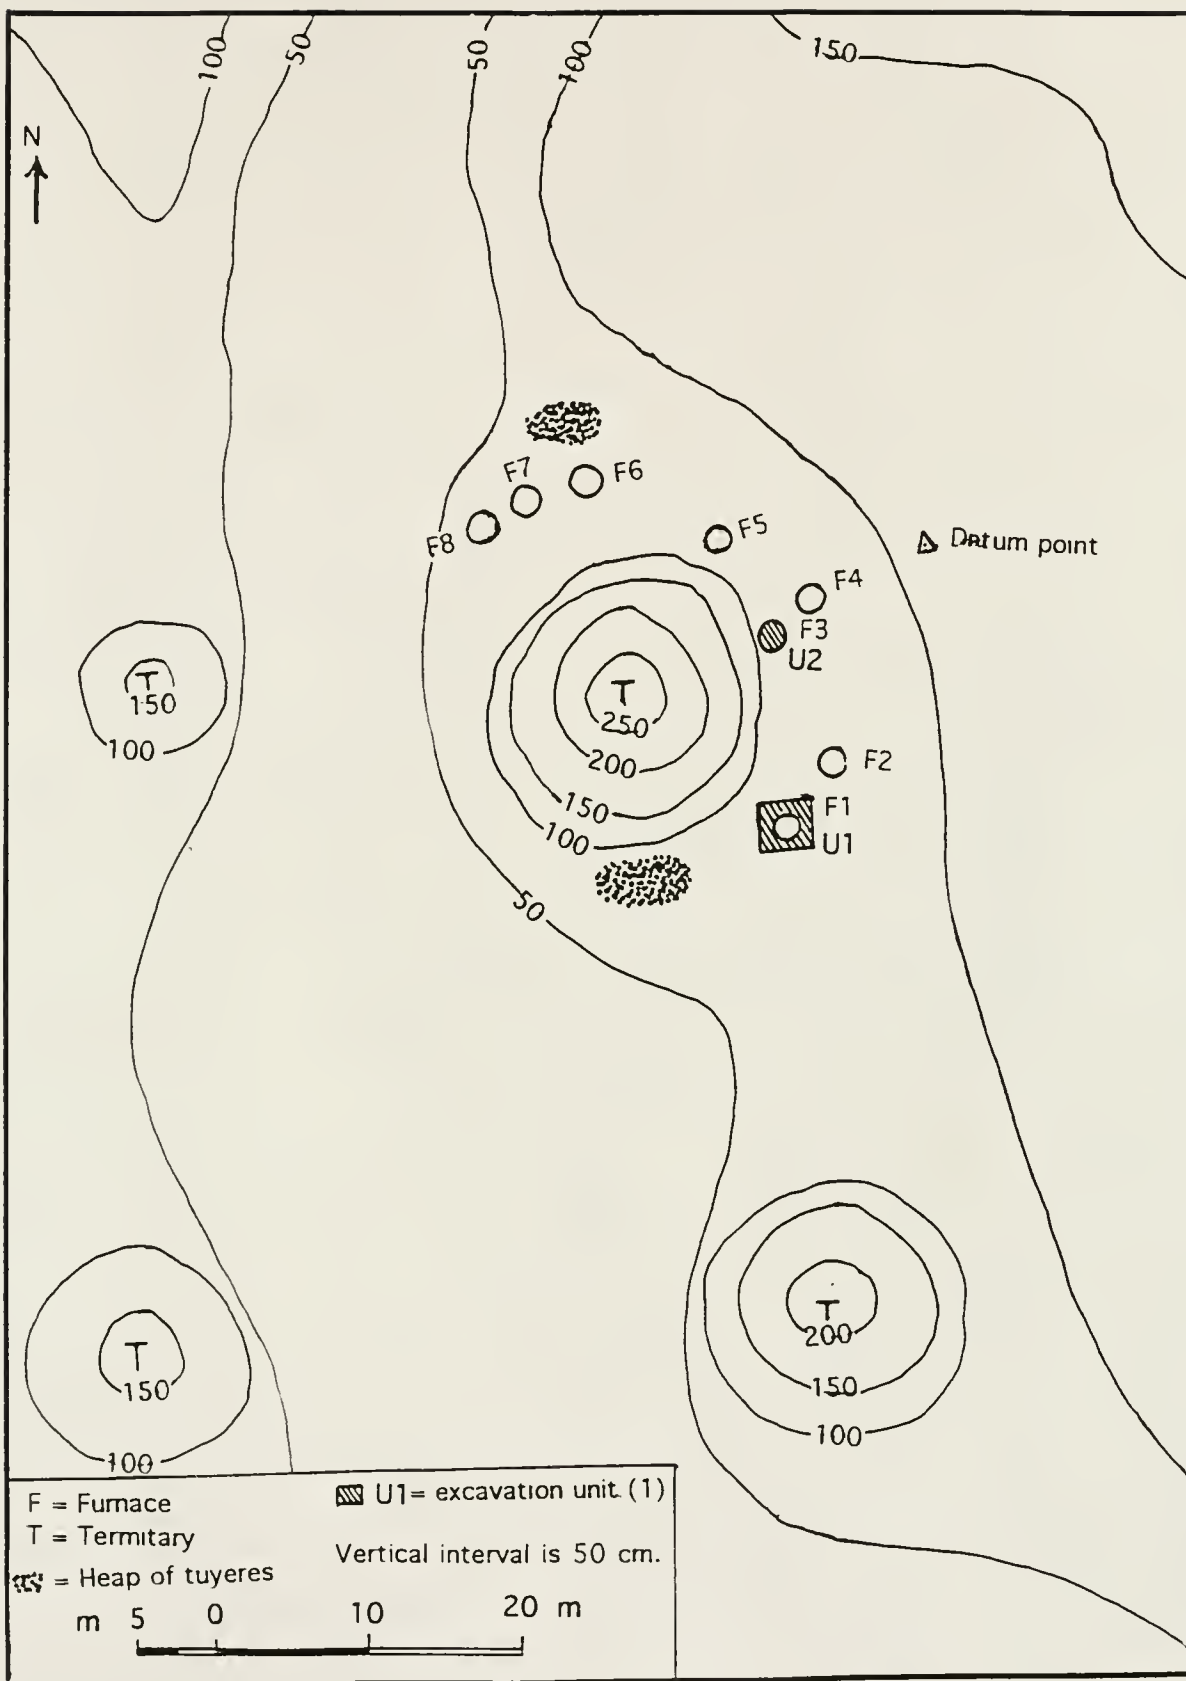 100
50
50
100
150
N
F7
F6
F8
F5
Datum point
F4
F3
U2
T
150
100
T
250
200
150
100
F2
F1
U1
50
T
200
150
100
T
150
100
F = Furnace
U1= excavation unit (1)
T = Termitary
Vertical interval is 50 cm.
= Heap of tuyeres
m 5 0 10 20 m